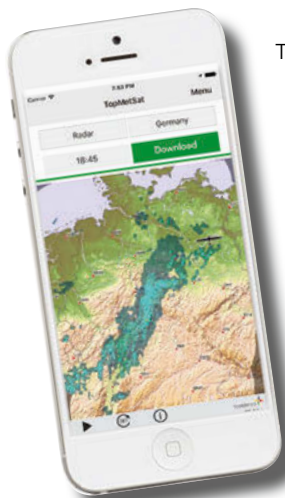 T
Carrier 7:53 PM
TopMetSat Menu
Radar Germany
18:45 Download